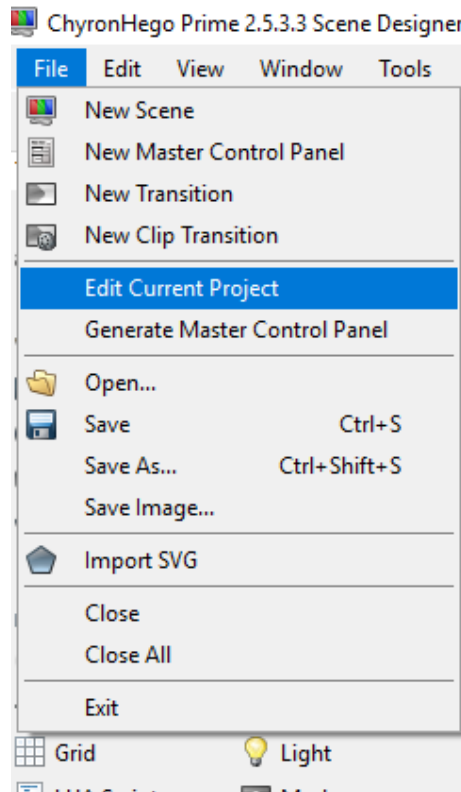 ChyronHego Prime 2.5.3.3 Scene Designer
File Edit View Window Tools
New Scene
New Master Control Panel
New Transition
New Clip Transition
Edit Current Project
Generate Master Control Panel
Open...
Save Ctrl+S
Save As... Ctrl+Shift+S
Save Image...
Import SVG
Close
Close All
Exit
Grid Light